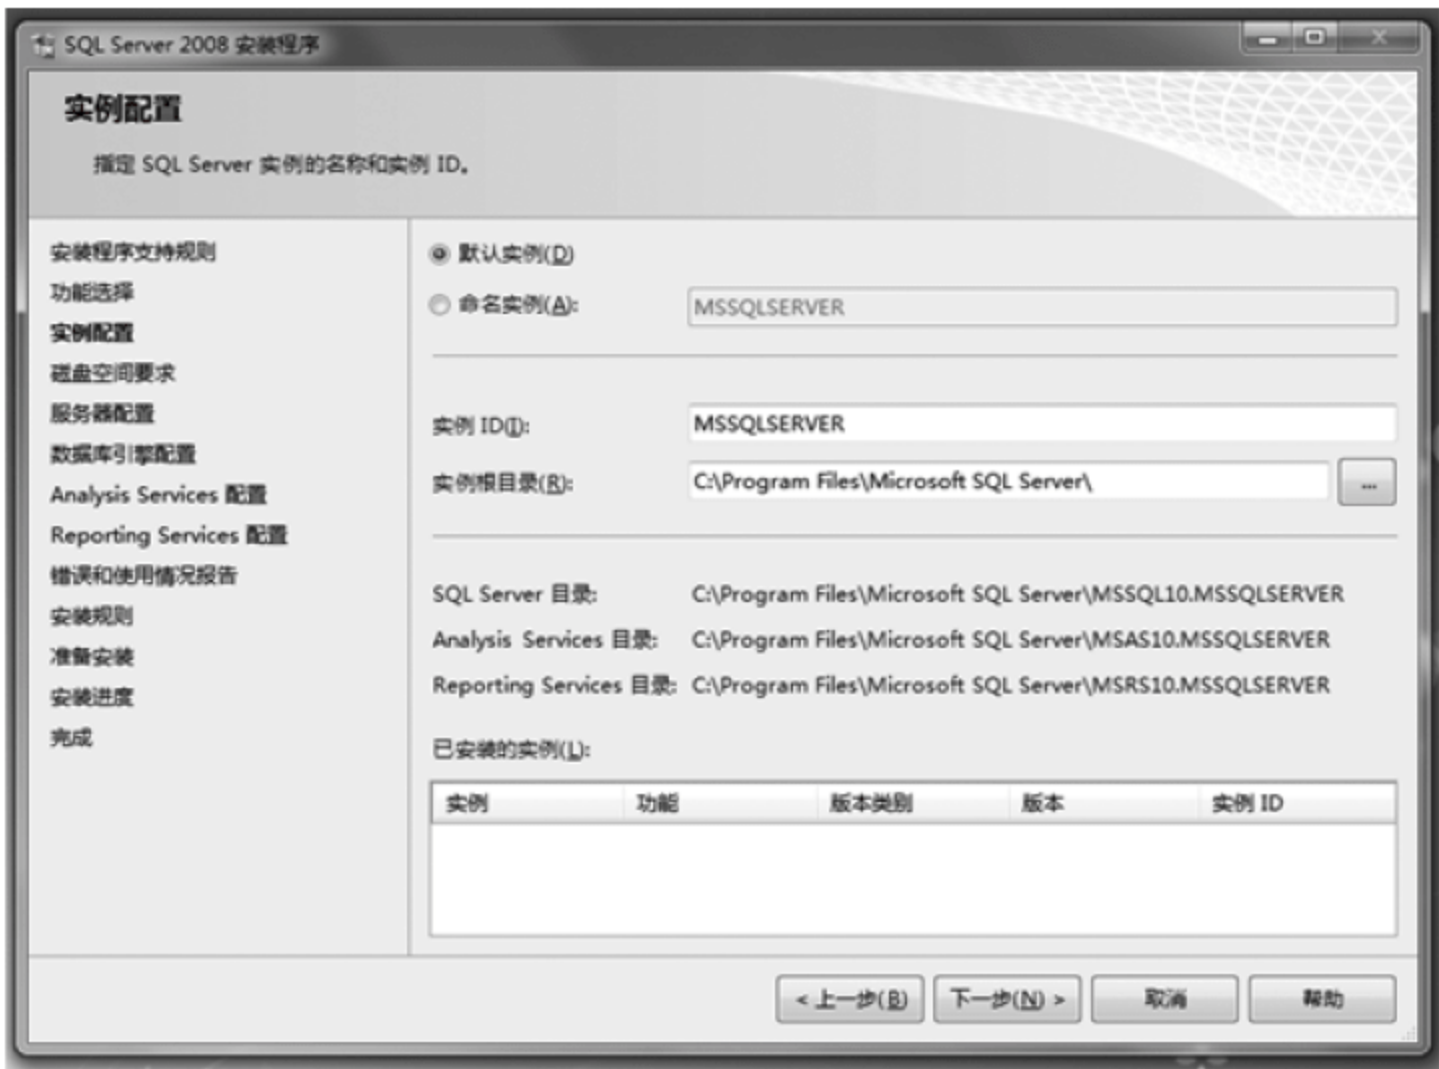 SQL Server 2008 安装程序
实例配置
指定 SQL Server 实例的名称和实例 ID。
安装程序支持规则
功能选择
实例配置
磁盘空间要求
服务器配置
数据库引擎配置
Analysis Services 配置
Reporting Services 配置
错误和使用情况报告
安装规则
准备安装
安装进度
完成
默认实例(D)
命名实例(A): MSSQLSERVER
实例 ID(I): MSSQLSERVER
实例根目录(R): C:\Program Files\Microsoft SQL Server\ ...
SQL Server 目录: C:\Program Files\Microsoft SQL Server\MSSQL10.MSSQLSERVER
Analysis Services 目录: C:\Program Files\Microsoft SQL Server\MSAS10.MSSQLSERVER
Reporting Services 目录: C:\Program Files\Microsoft SQL Server\MSRS10.MSSQLSERVER
已安装的实例(L):
实例 功能 版本类别 版本 实例 ID
< 上一步(B) 下一步(N) > 取消 帮助